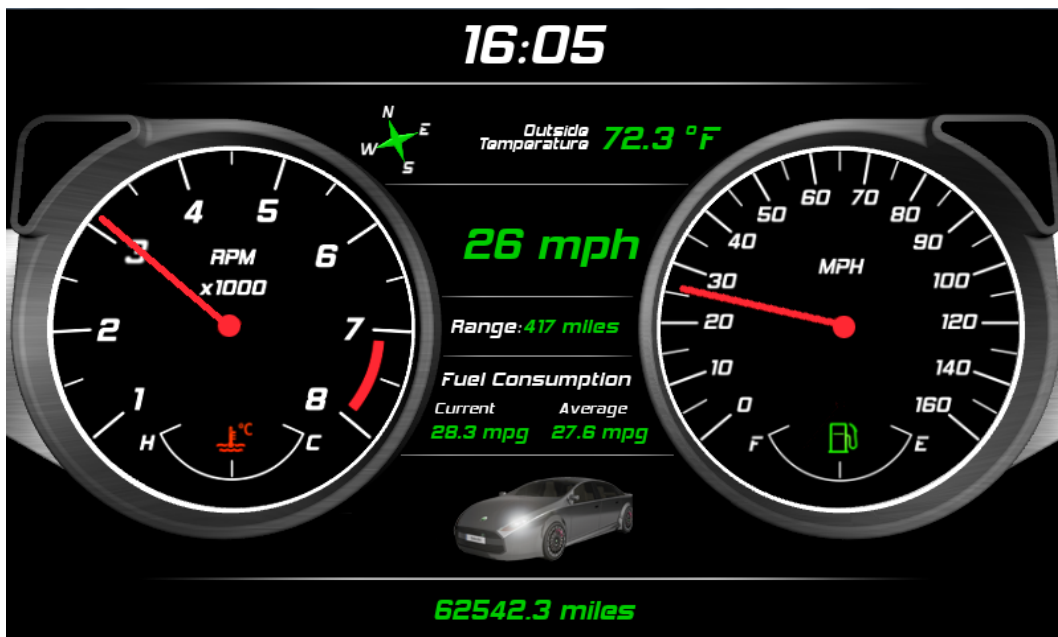 16:05
N
E
W
S
Outside
Temperature 72.3 °F
4 5
3 6
RPM
x1000
2 7
1 8
H °C C
26 mph
Range: 417 miles
Fuel Consumption
Current Average
28.3 mpg 27.6 mpg
60 70
50 80
40 90
MPH
30 100
20 120
10 140
0 160
F E
62542.3 miles